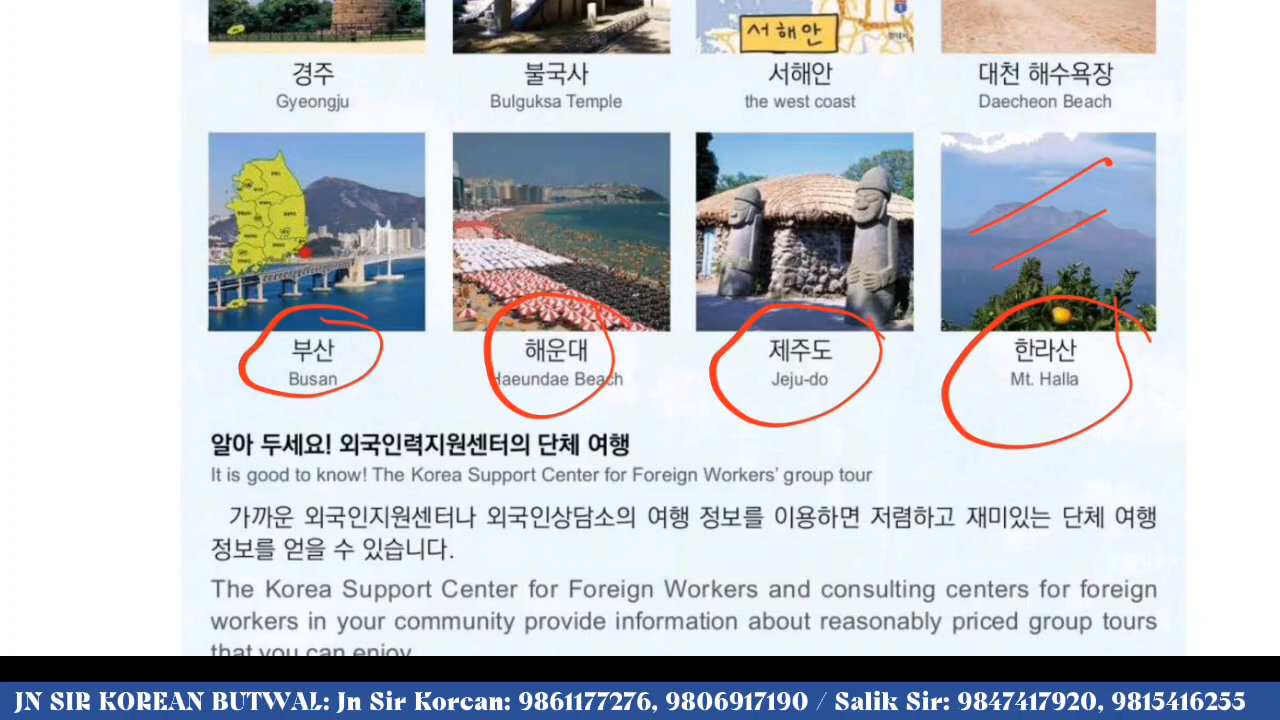 서해안
경주
불국사
서해안
대천 해수욕장
Gyeongju
Bulguksa Temple
the west coast
Daecheon Beach
부산
해운대
제주도
한라산
Busan
Haeundae Beach
Jeju-do
Mt. Halla
알아 두세요! 외국인력지원센터의 단체 여행
It is good to know! The Korea Support Center for Foreign Workers' group tour
가까운 외국인지원센터나 외국인상담소의 여행 정보를 이용하면 저렴하고 재미있는 단체 여행
정보를 얻을 수 있습니다.
The Korea Support Center for Foreign Workers and consulting centers for foreign
workers in your community provide information about reasonably priced group tours
that you can enjoy
JN SIR KOREAN BUTWAL: Jn Sir Korcan: 9861177276, 9806917190 / Salik Sir: 9847417920, 9815416255